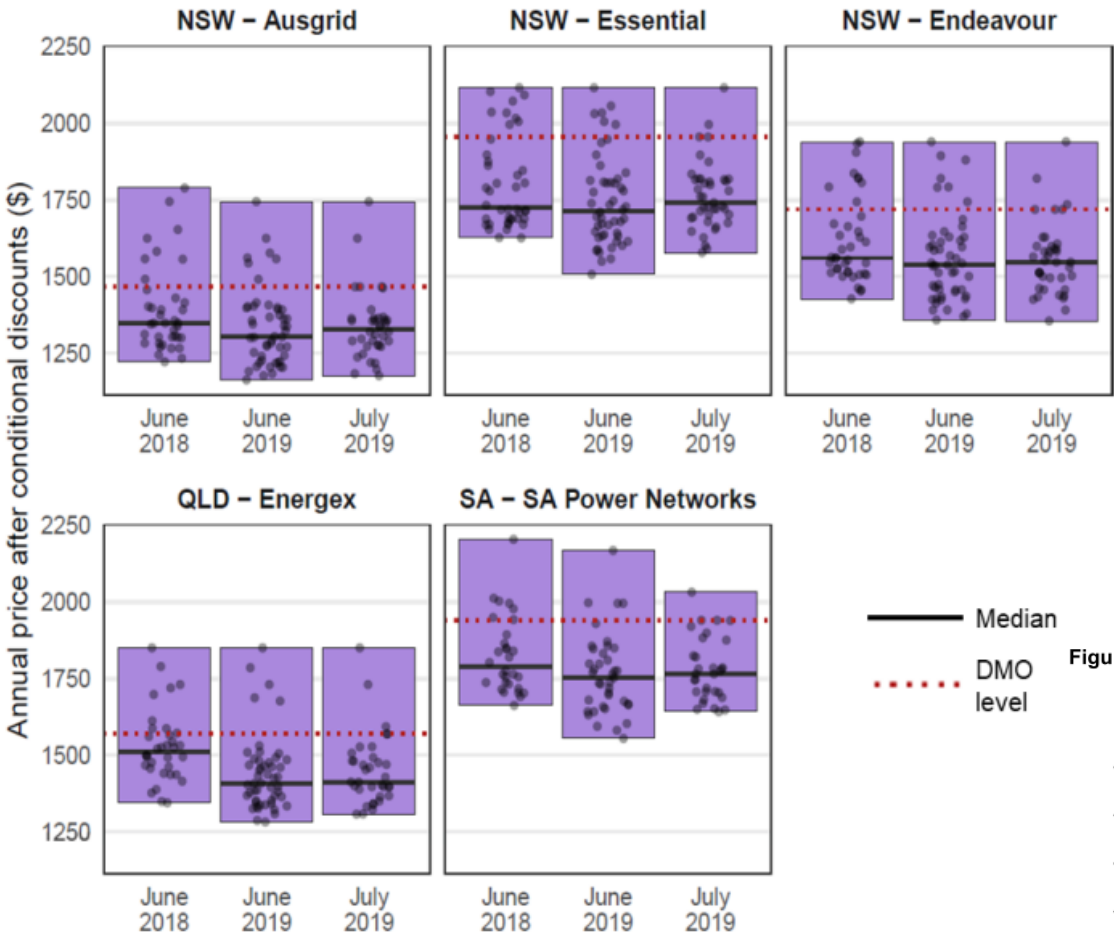 NSW – Ausgrid
NSW – Essential
NSW – Endeavour
Annual price after conditional discounts ($)
2250
2000
1750
1500
1250
June
2018
June
2019
July
2019
June
2018
June
2019
July
2019
June
2018
June
2019
July
2019
QLD – Energex
SA – SA Power Networks
2250
2000
1750
1500
1250
June
2018
June
2019
July
2019
June
2018
June
2019
July
2019
Median
DMO
level
Figu